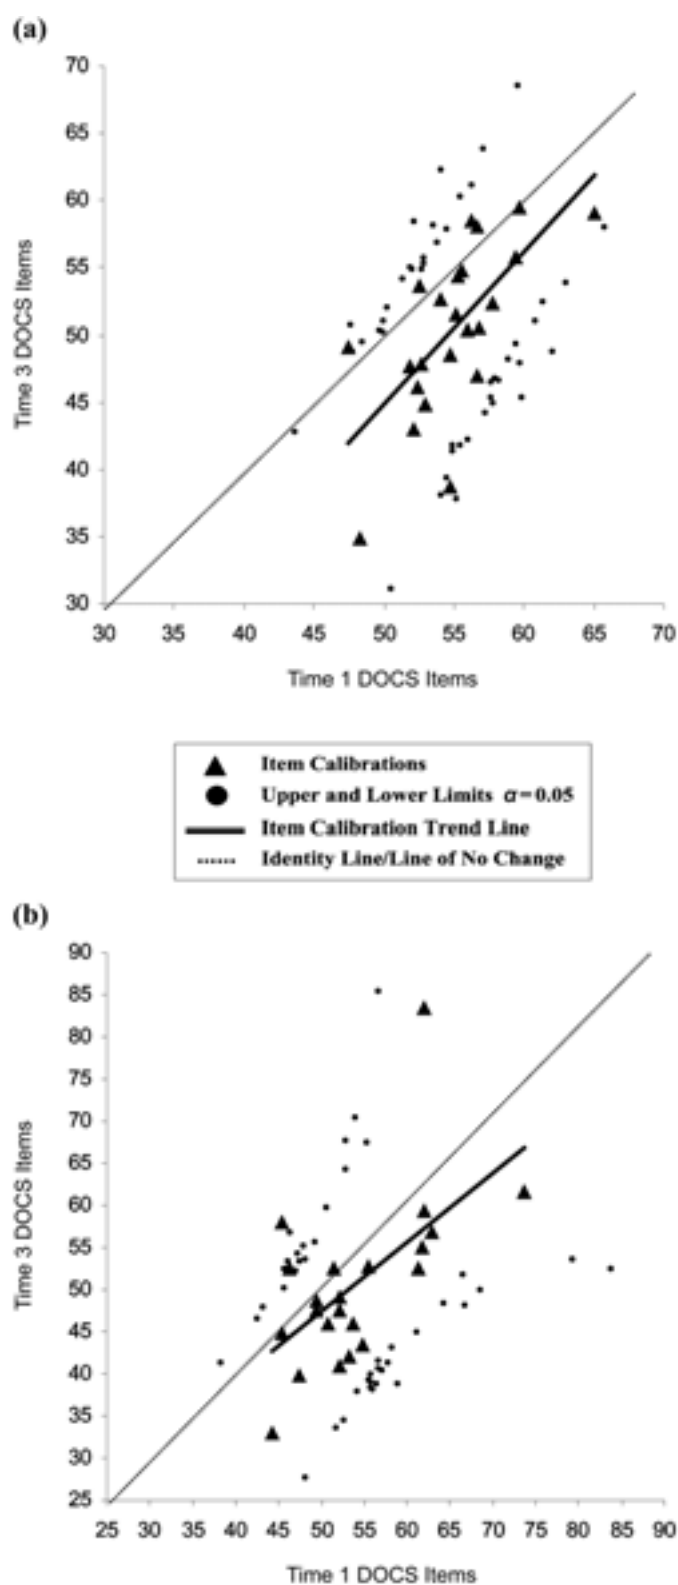 (a)
70
65
60
55
50
45
40
35
30
Time 3 DOCS Items
30 35 40 45 50 55 60 65 70
Time 1 DOCS Items
Item Calibrations
Upper and Lower Limits α=0.05
Item Calibration Trend Line
Identity Line/Line of No Change
(b)
90
85
80
75
70
65
60
55
50
45
40
35
30
25
Time 3 DOCS Items
25 30 35 40 45 50 55 60 65 70 75 80 85 90
Time 1 DOCS Items